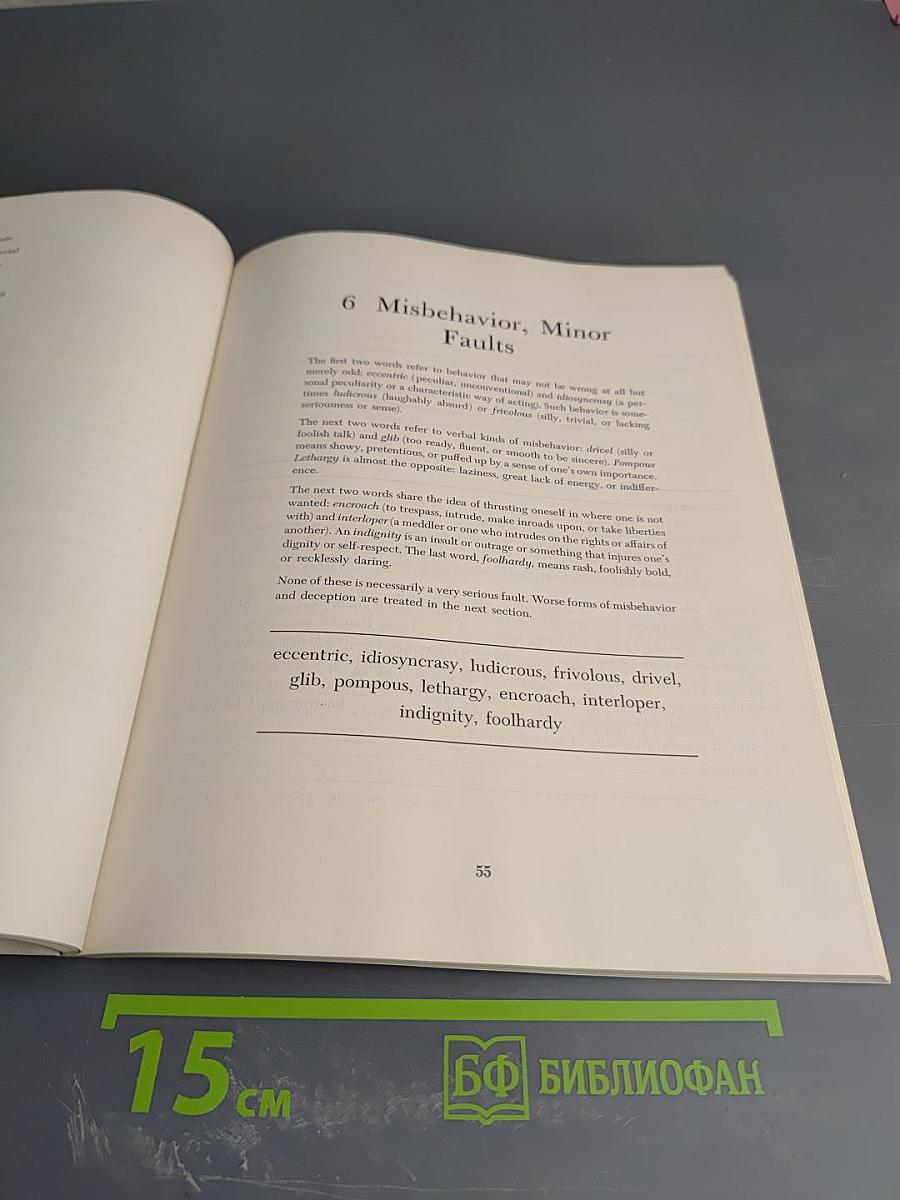 6 Misbehavior, Minor
Faults
The first two words refer to behavior that may not be wrong at all but
merely odd: eccentric (peculiar, unconventional) and idiosyncrasy (a per-
sonal peculiarity or a characteristic way of acting). Such behavior is some-
times ludicrous (laughably absurd) or frivolous (silly, trivial, or lacking
seriousness or sense).
The next two words refer to verbal kinds of misbehavior: drivel (silly or
foolish talk) and glib (too ready, fluent, or smooth to be sincere). Pompous
means showy, pretentious, or puffed up by a sense of one's own importance.
Lethargy is almost the opposite: laziness, great lack of energy, or indiffer-
ence.
The next two words share the idea of thrusting oneself in where one is not
wanted: encroach (to trespass, intrude, make inroads upon, or take liberties
with) and interloper (a meddler or one who intrudes on the rights or affairs of
another). An indignity is an insult or outrage or something that injures one's
dignity or self-respect. The last word, foolhardy, means rash, foolishly bold,
or recklessly daring.
None of these is necessarily a very serious fault. Worse forms of misbehavior
and deception are treated in the next section.
eccentric, idiosyncrasy, ludicrous, frivolous, drivel,
glib, pompous, lethargy, encroach, interloper,
indignity, foolhardy
55
15 см
БФ БИБЛИОФАН